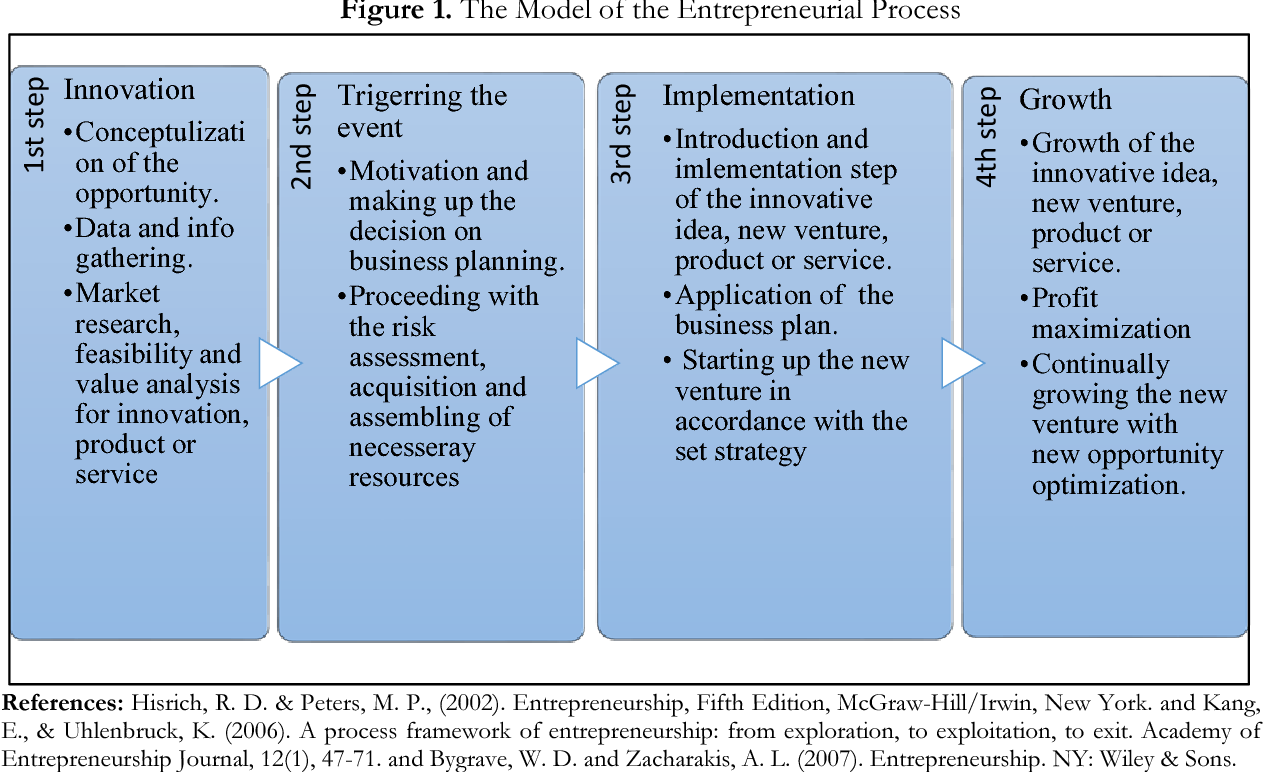 Figure 1. The Model of the Entrepreneurial Process
1st step
Innovation
•Conceptulizati
on of the
opportunity.
•Data and info
gathering.
•Market
research,
feasibility and
value analysis
for innovation,
product or
service
2nd step
Trigerring the
event
•Motivation and
making up the
decision on
business planning.
•Proceeding with
the risk
assessment,
acquisition and
assembling of
necesseray
resources
3rd step
Implementation
•Introduction and
imlementation step
of the innovative
idea, new venture,
product or service.
•Application of the
business plan.
• Starting up the new
venture in
accordance with the
set strategy
4th step
Growth
•Growth of the
innovative idea,
new venture,
product or
service.
•Profit
maximization
•Continually
growing the new
venture with
new opportunity
optimization.
References: Hisrich, R. D. & Peters, M. P., (2002). Entrepreneurship, Fifth Edition, McGraw-Hill/Irwin, New York. and Kang,
E., & Uhlenbruck, K. (2006). A process framework of entrepreneurship: from exploration, to exploitation, to exit. Academy of
Entrepreneurship Journal, 12(1), 47-71. and Bygrave, W. D. and Zacharakis, A. L. (2007). Entrepreneurship. NY: Wiley & Sons.